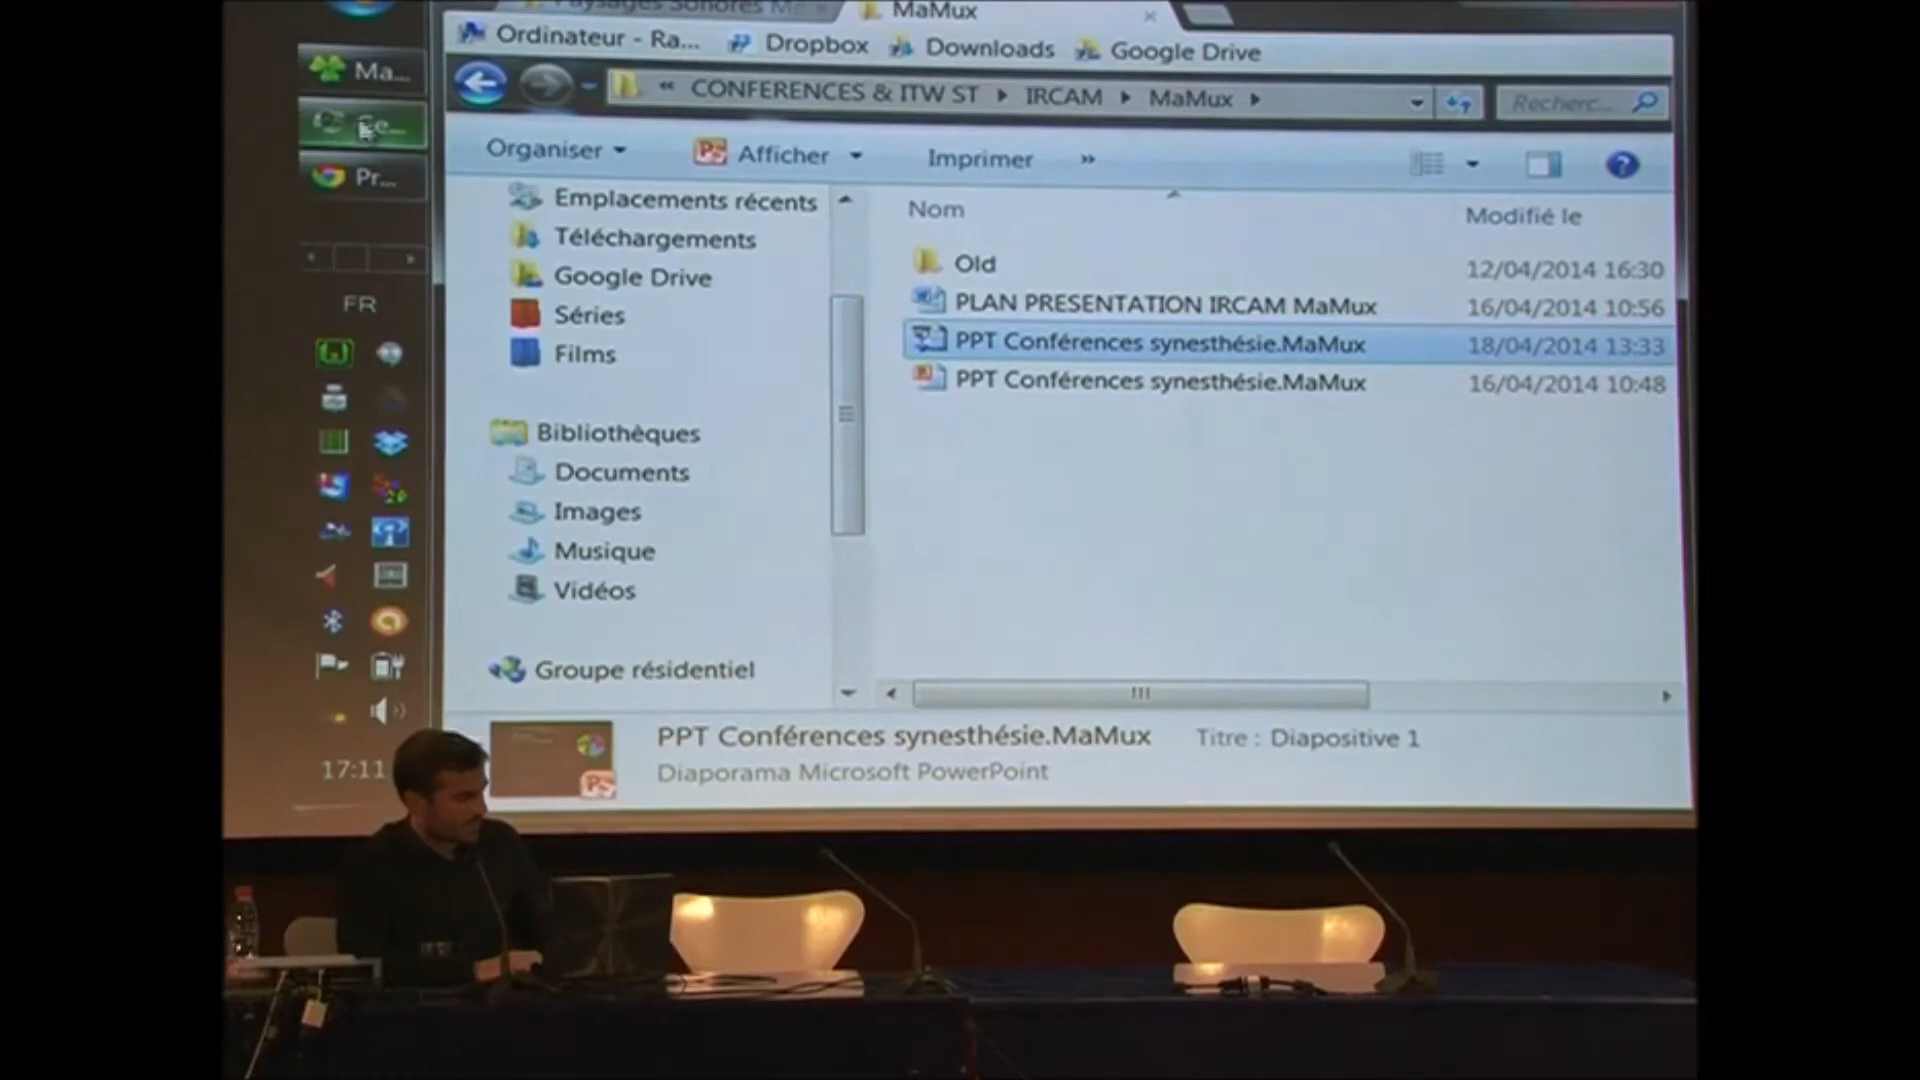 Paysages Sonores
MaMux
Ordinateur - Ra...
Dropbox
Downloads
Google Drive
Ma...
CONFERENCES & ITW ST
IRCAM
MaMux
Recherc...
Pr...
Organiser
Afficher
Imprimer
FR
Emplacements récents
Téléchargements
Google Drive
Séries
Films
Bibliothèques
Documents
Images
Musique
Vidéos
Groupe résidentiel
Nom
Modifié le
Old
12/04/2014 16:30
PLAN PRESENTATION IRCAM MaMux
16/04/2014 10:56
PPT Conférences synesthésie.MaMux
18/04/2014 13:33
PPT Conférences synesthésie.MaMux
16/04/2014 10:48
17:11
PPT Conférences synesthésie.MaMux
Titre : Diapositive 1
Diaporama Microsoft PowerPoint